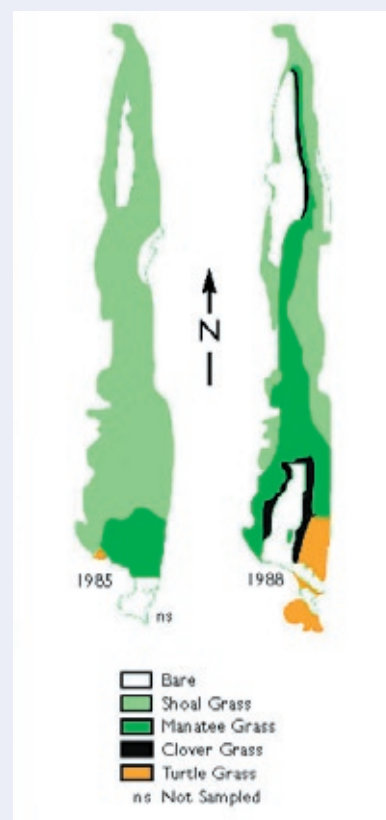 N
1985
1988
ns
Bare
Shoal Grass
Manatee Grass
Clover Grass
Turtle Grass
ns Not Sampled